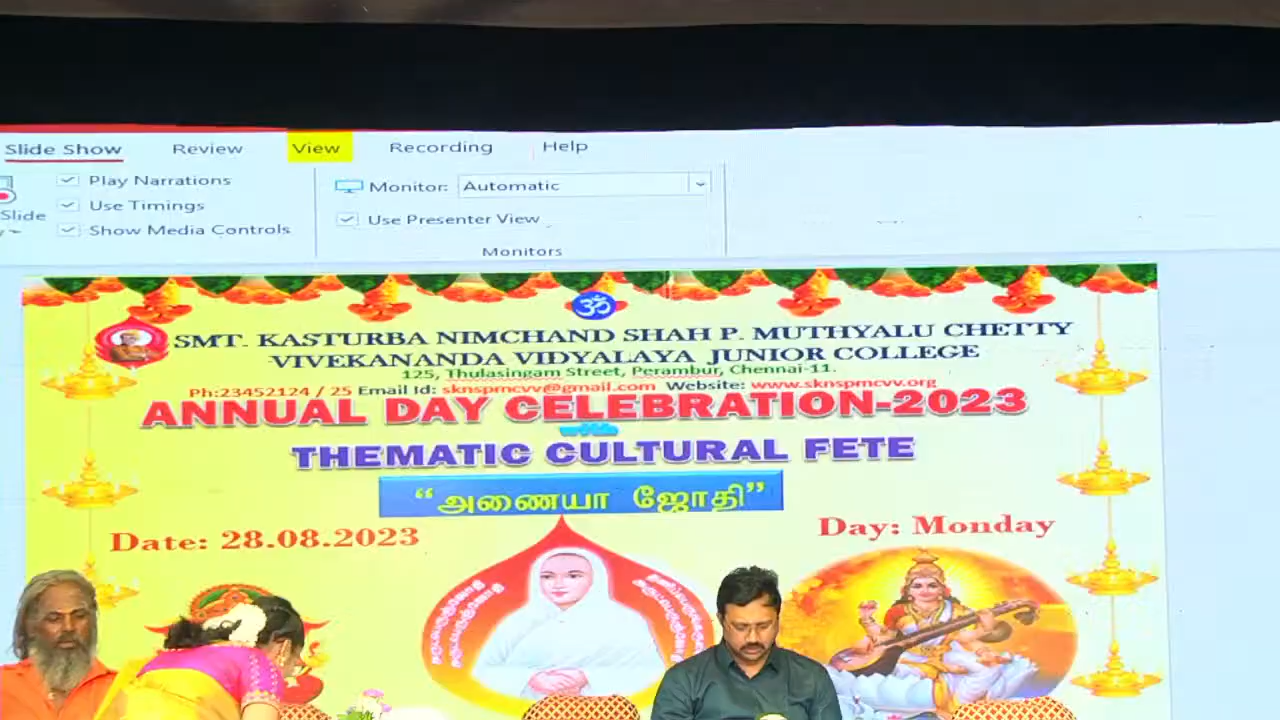 Slide Show Review View Recording Help
Play Narrations
Monitor: Automatic
Slide
Use Timings
Use Presenter View
Show Media Controls
Monitors
ॐ
SMT. KASTURBA NIMCHAND SHAH P. MUTHYALU CHETTY
VIVEKANANDA VIDYALAYA JUNIOR COLLEGE
125, Thulasingam Street, Perambur, Chennai-11.
Ph:23452124 / 25 Email Id: sknspmcvv@gmail.com Website: www.sknspmcvv.org
ANNUAL DAY CELEBRATION-2023
THEMATIC CULTURAL FETE
“அணையா ஜோதி”
Date: 28.08.2023
Day: Monday